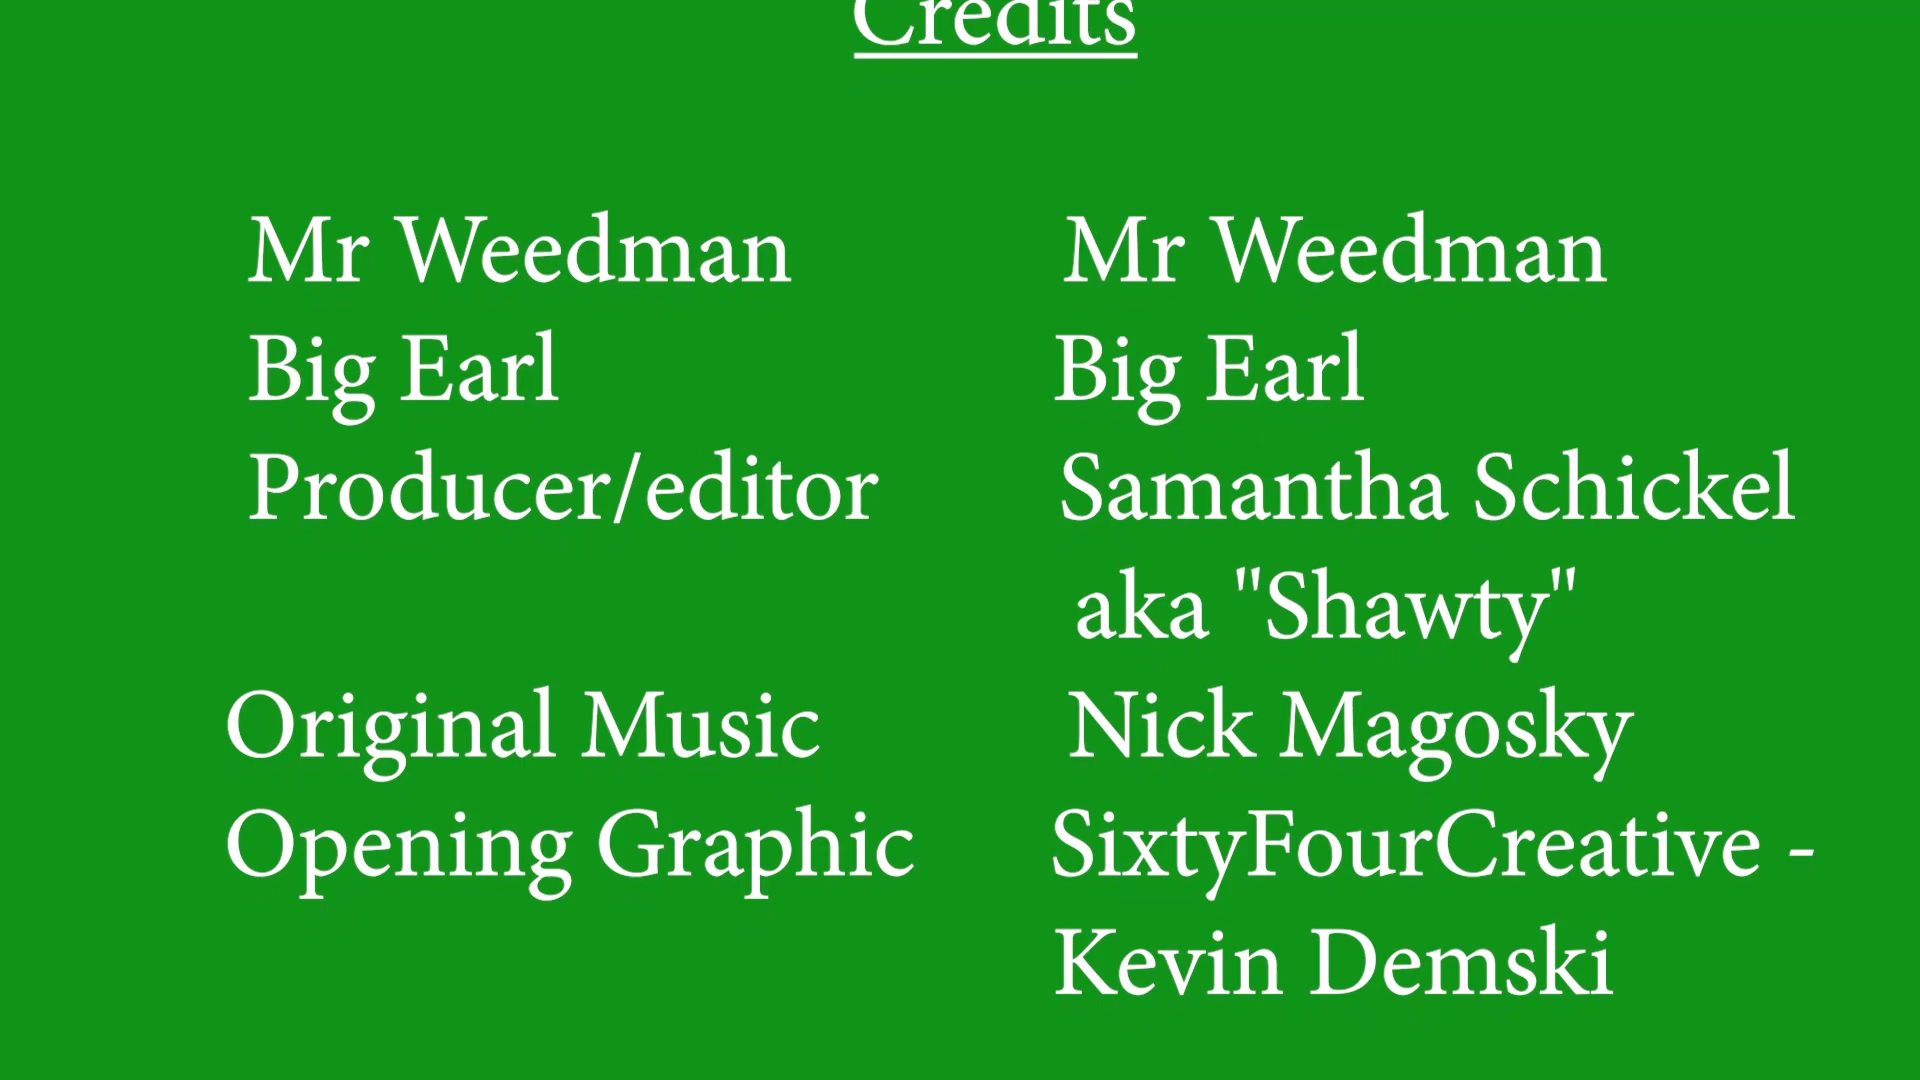 Credits
Mr Weedman Mr Weedman
Big Earl Big Earl
Producer/editor Samantha Schickel
aka "Shawty"
Original Music Nick Magosky
Opening Graphic SixtyFourCreative -
Kevin Demski